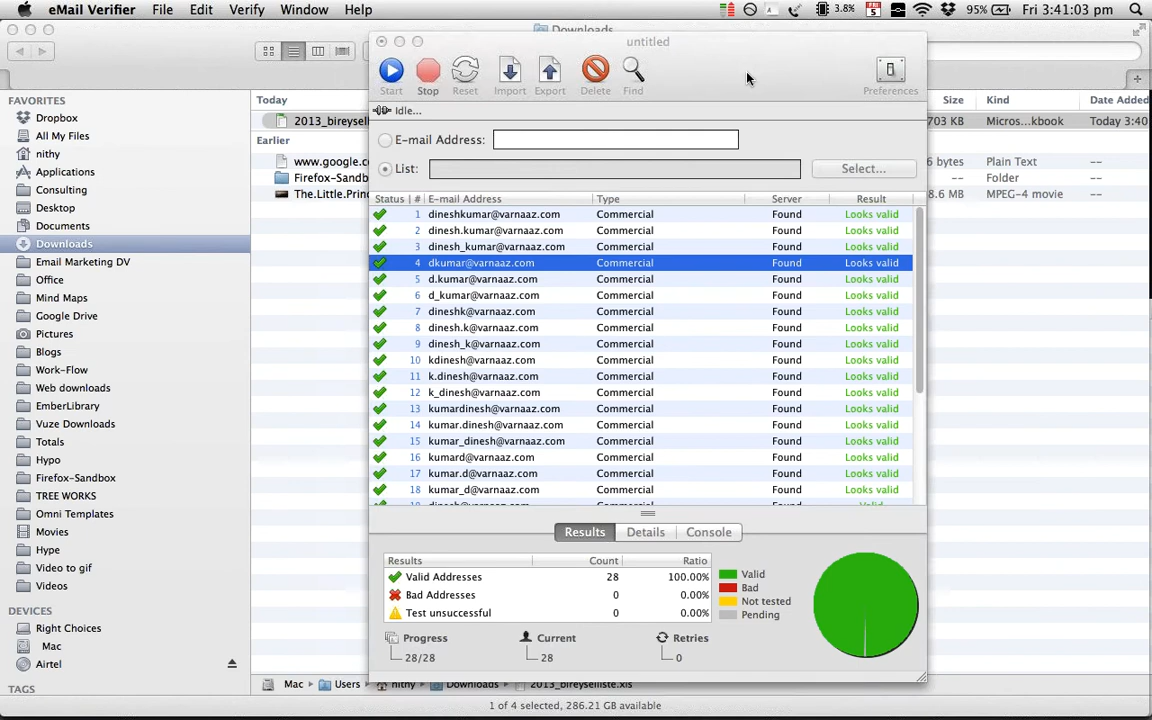 eMail Verifier File Edit Verify Window Help 3.8% 5 95% Fri 3:41:03 pm
Downloads
untitled
Start Stop Reset Import Export Delete Find Preferences
Idle...
E-mail Address:
List: Select...
Status # E-mail Address Type Server Result
1 dineshkumar@varnaaz.com Commercial Found Looks valid
2 dinesh.kumar@varnaaz.com Commercial Found Looks valid
3 dinesh_kumar@varnaaz.com Commercial Found Looks valid
4 dkumar@varnaaz.com Commercial Found Looks valid
5 d.kumar@varnaaz.com Commercial Found Looks valid
6 d_kumar@varnaaz.com Commercial Found Looks valid
7 dineshk@varnaaz.com Commercial Found Looks valid
8 dinesh.k@varnaaz.com Commercial Found Looks valid
9 dinesh_k@varnaaz.com Commercial Found Looks valid
10 kdinesh@varnaaz.com Commercial Found Looks valid
11 k.dinesh@varnaaz.com Commercial Found Looks valid
12 k_dinesh@varnaaz.com Commercial Found Looks valid
13 kumardinesh@varnaaz.com Commercial Found Looks valid
14 kumar.dinesh@varnaaz.com Commercial Found Looks valid
15 kumar_dinesh@varnaaz.com Commercial Found Looks valid
16 kumard@varnaaz.com Commercial Found Looks valid
17 kumar.d@varnaaz.com Commercial Found Looks valid
18 kumar_d@varnaaz.com Commercial Found Looks valid
Results Details Console
Results Count Ratio
Valid Addresses 28 100.00%
Bad Addresses 0 0.00%
Test unsuccessful 0 0.00%
Valid
Bad
Not tested
Pending
Progress Current Retries
28/28 28 0
FAVORITES
Dropbox
All My Files
nithy
Applications
Consulting
Desktop
Documents
Downloads
Email Marketing DV
Office
Mind Maps
Google Drive
Pictures
Blogs
Work-Flow
Web downloads
EmberLibrary
Vuze Downloads
Totals
Hypo
Firefox-Sandbox
TREE WORKS
Omni Templates
Movies
Hype
Video to gif
Videos
DEVICES
Right Choices
Mac
Airtel
TAGS
Today Size Kind Date Added
2013_bireysell 703 KB Micros...kbook Today 3:40
Earlier
www.google.c 6 bytes Plain Text --
Firefox-Sand -- Folder --
The.Little.Prin 8.6 MB MPEG-4 movie --
Mac Users nithy Downloads 2013_bireyselliste.xls
1 of 4 selected, 286.21 GB available